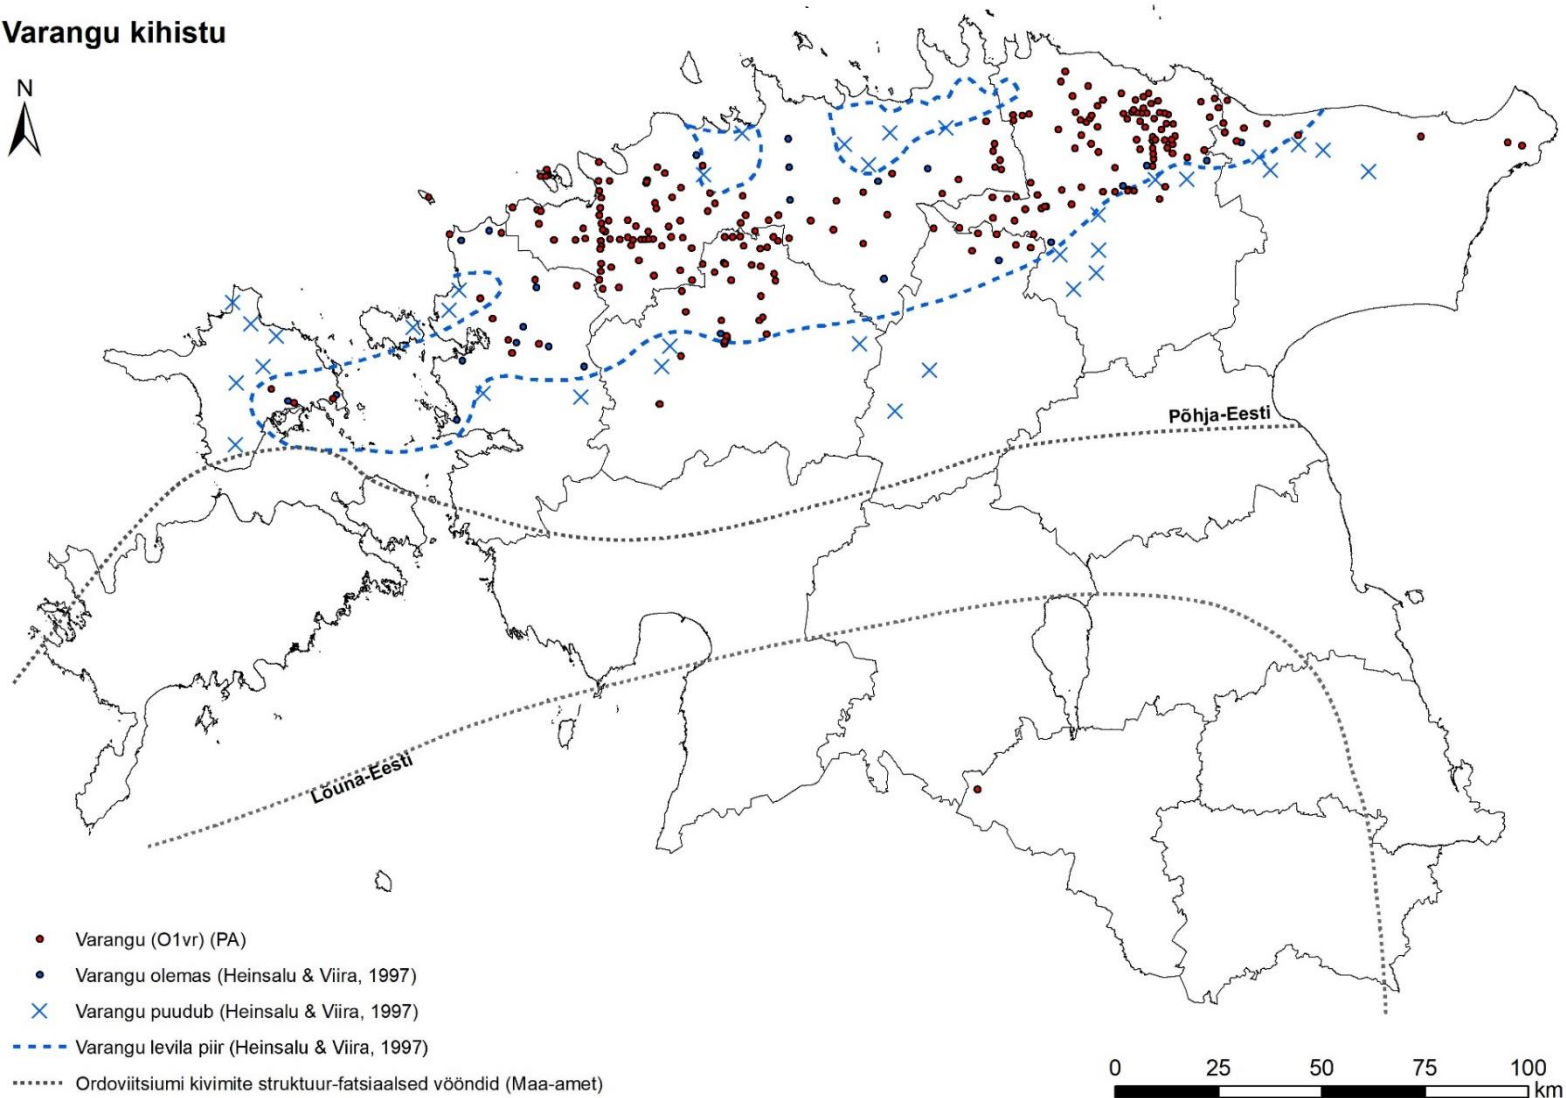 Varangu kihistu
N
Põhja-Eesti
Lõuna-Eesti
Varangu (O1vr) (PA)
Varangu olemas (Heinsalu & Viira, 1997)
Varangu puudub (Heinsalu & Viira, 1997)
Varangu levila piir (Heinsalu & Viira, 1997)
Ordoviitsiumi kivimite struktuur-fatsiaalsed vööndid (Maa-amet)
0 25 50 75 100
km